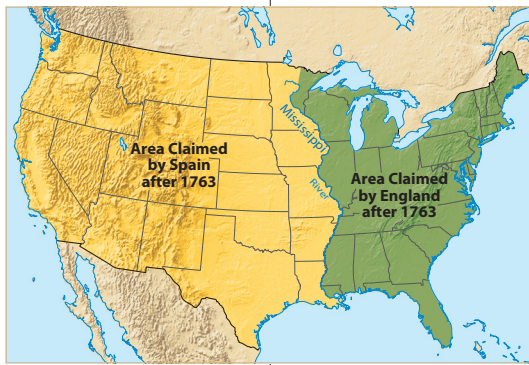 Mississippi
River
Area Claimed
by Spain
after 1763
Area Claimed
by England
after 1763